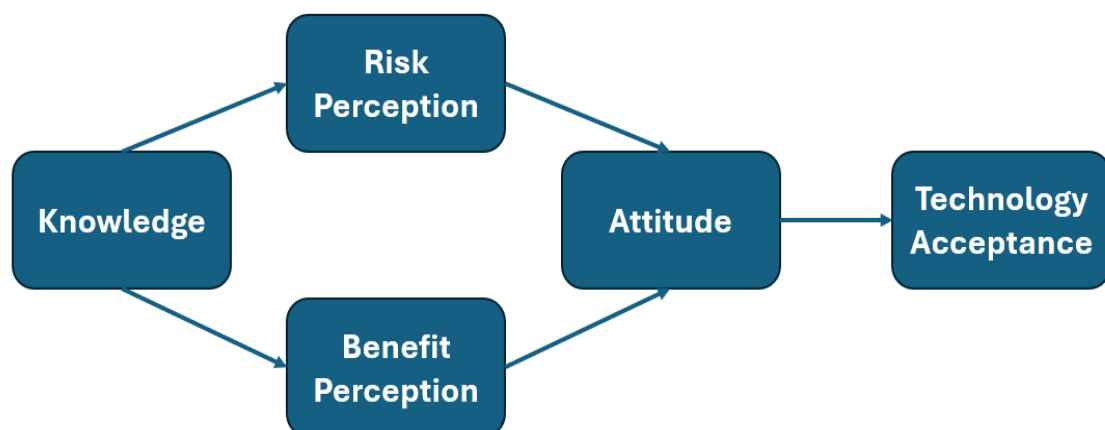 Risk
Perception
Knowledge
Attitude
Technology
Acceptance
Benefit
Perception